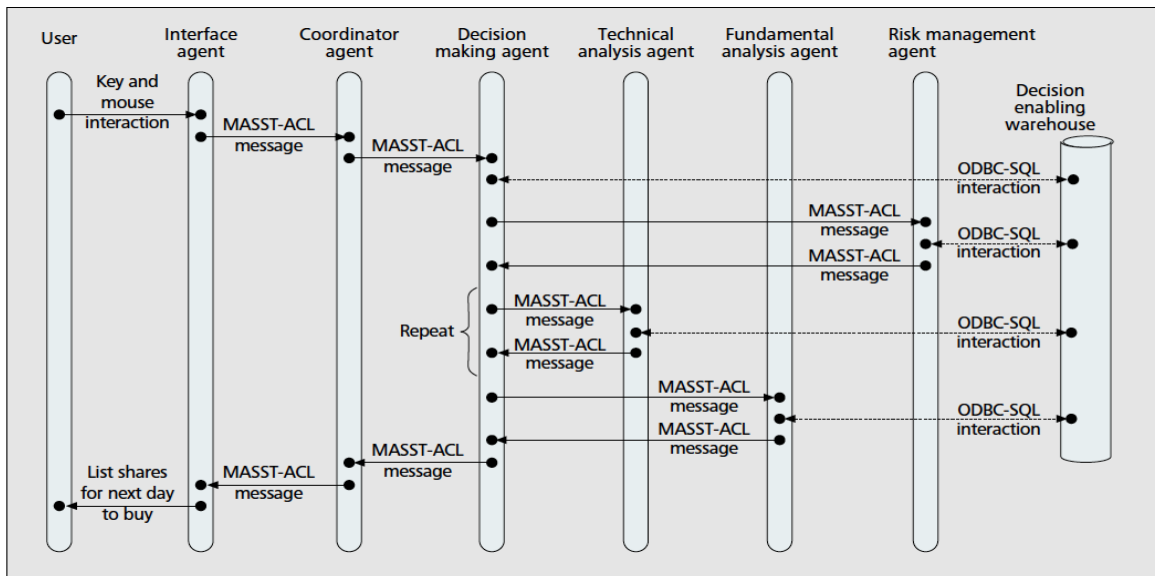 User
Interface
agent
Coordinator
agent
Decision
making agent
Technical
analysis agent
Fundamental
analysis agent
Risk management
agent
Decision
enabling
warehouse
Key and
mouse
interaction
MASST-ACL
message
MASST-ACL
message
ODBC-SQL
interaction
MASST-ACL
message
ODBC-SQL
interaction
MASST-ACL
message
Repeat
MASST-ACL
message
ODBC-SQL
interaction
MASST-ACL
message
MASST-ACL
message
ODBC-SQL
interaction
MASST-ACL
message
MASST-ACL
message
MASST-ACL
message
List shares
for next day
to buy